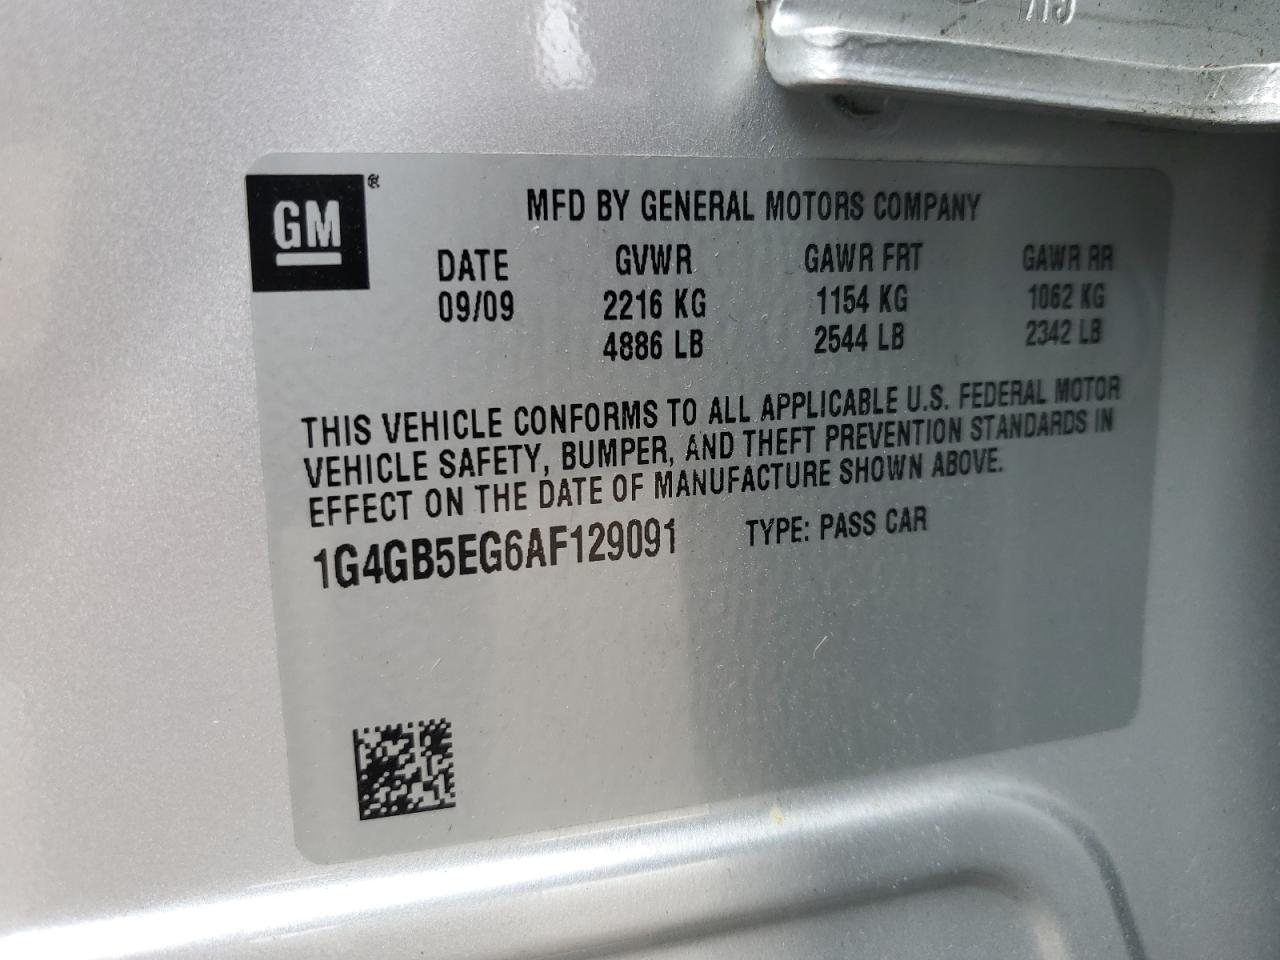 GM ®
MFD BY GENERAL MOTORS COMPANY
DATE GVWR GAWR FRT GAWR RR
09/09 2216 KG 1154 KG 1062 KG
4886 LB 2544 LB 2342 LB
THIS VEHICLE CONFORMS TO ALL APPLICABLE U.S. FEDERAL MOTOR
VEHICLE SAFETY, BUMPER, AND THEFT PREVENTION STANDARDS IN
EFFECT ON THE DATE OF MANUFACTURE SHOWN ABOVE.
1G4GB5EG6AF129091 TYPE: PASS CAR